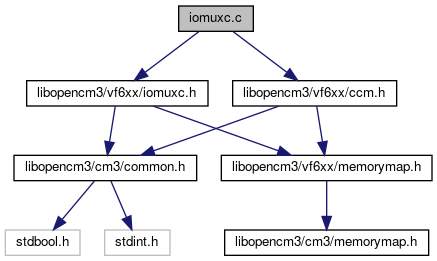 iomuxc.c
libopencm3/vf6xx/iomuxc.h
libopencm3/vf6xx/ccm.h
libopencm3/cm3/common.h
libopencm3/vf6xx/memorymap.h
stdbool.h
stdint.h
libopencm3/cm3/memorymap.h